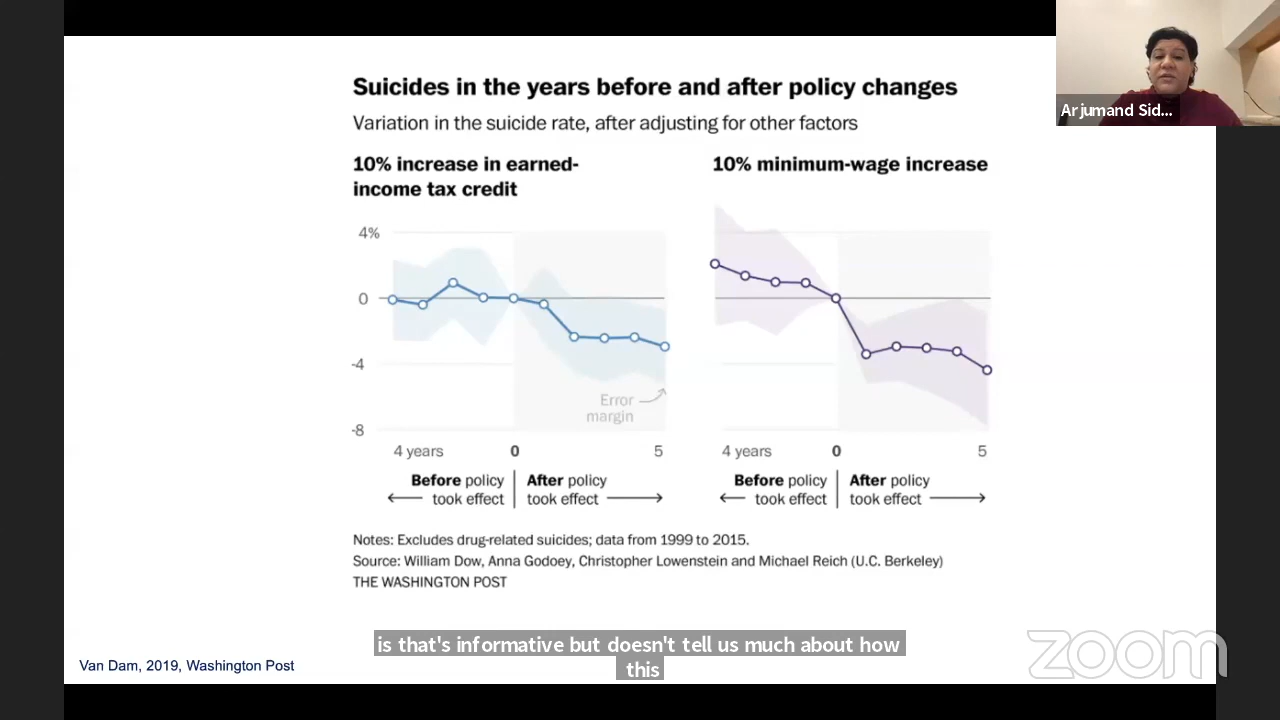 Arjumand Sid...
Suicides in the years before and after policy changes
Variation in the suicide rate, after adjusting for other factors
10% increase in earned-
income tax credit
10% minimum-wage increase
4%
0
-4
-8
Error
margin
4 years 0 5
Before policy After policy
took effect took effect
4 years 0 5
Before policy After policy
took effect took effect
Notes: Excludes drug-related suicides; data from 1999 to 2015.
Source: William Dow, Anna Godoey, Christopher Lowenstein and Michael Reich (U.C. Berkeley)
THE WASHINGTON POST
is that's informative but doesn't tell us much about how
this
Van Dam, 2019, Washington Post
zoom